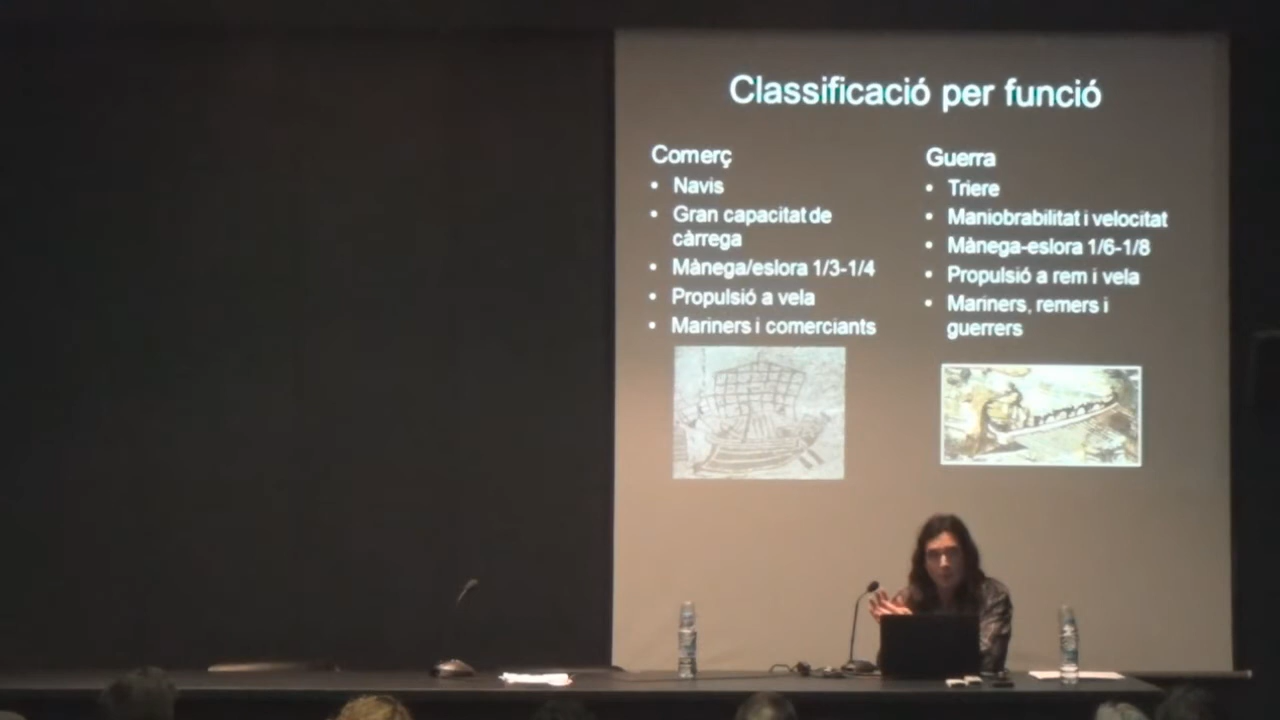 Classificació per funció
Comerç
• Navis
• Gran capacitat de
càrrega
• Mànega/eslora 1/3-1/4
• Propulsió a vela
• Mariners i comerciants
Guerra
• Triere
• Maniobrabilitat i velocitat
• Mànega-eslora 1/6-1/8
• Propulsió a rem i vela
• Mariners, remers i
guerrers